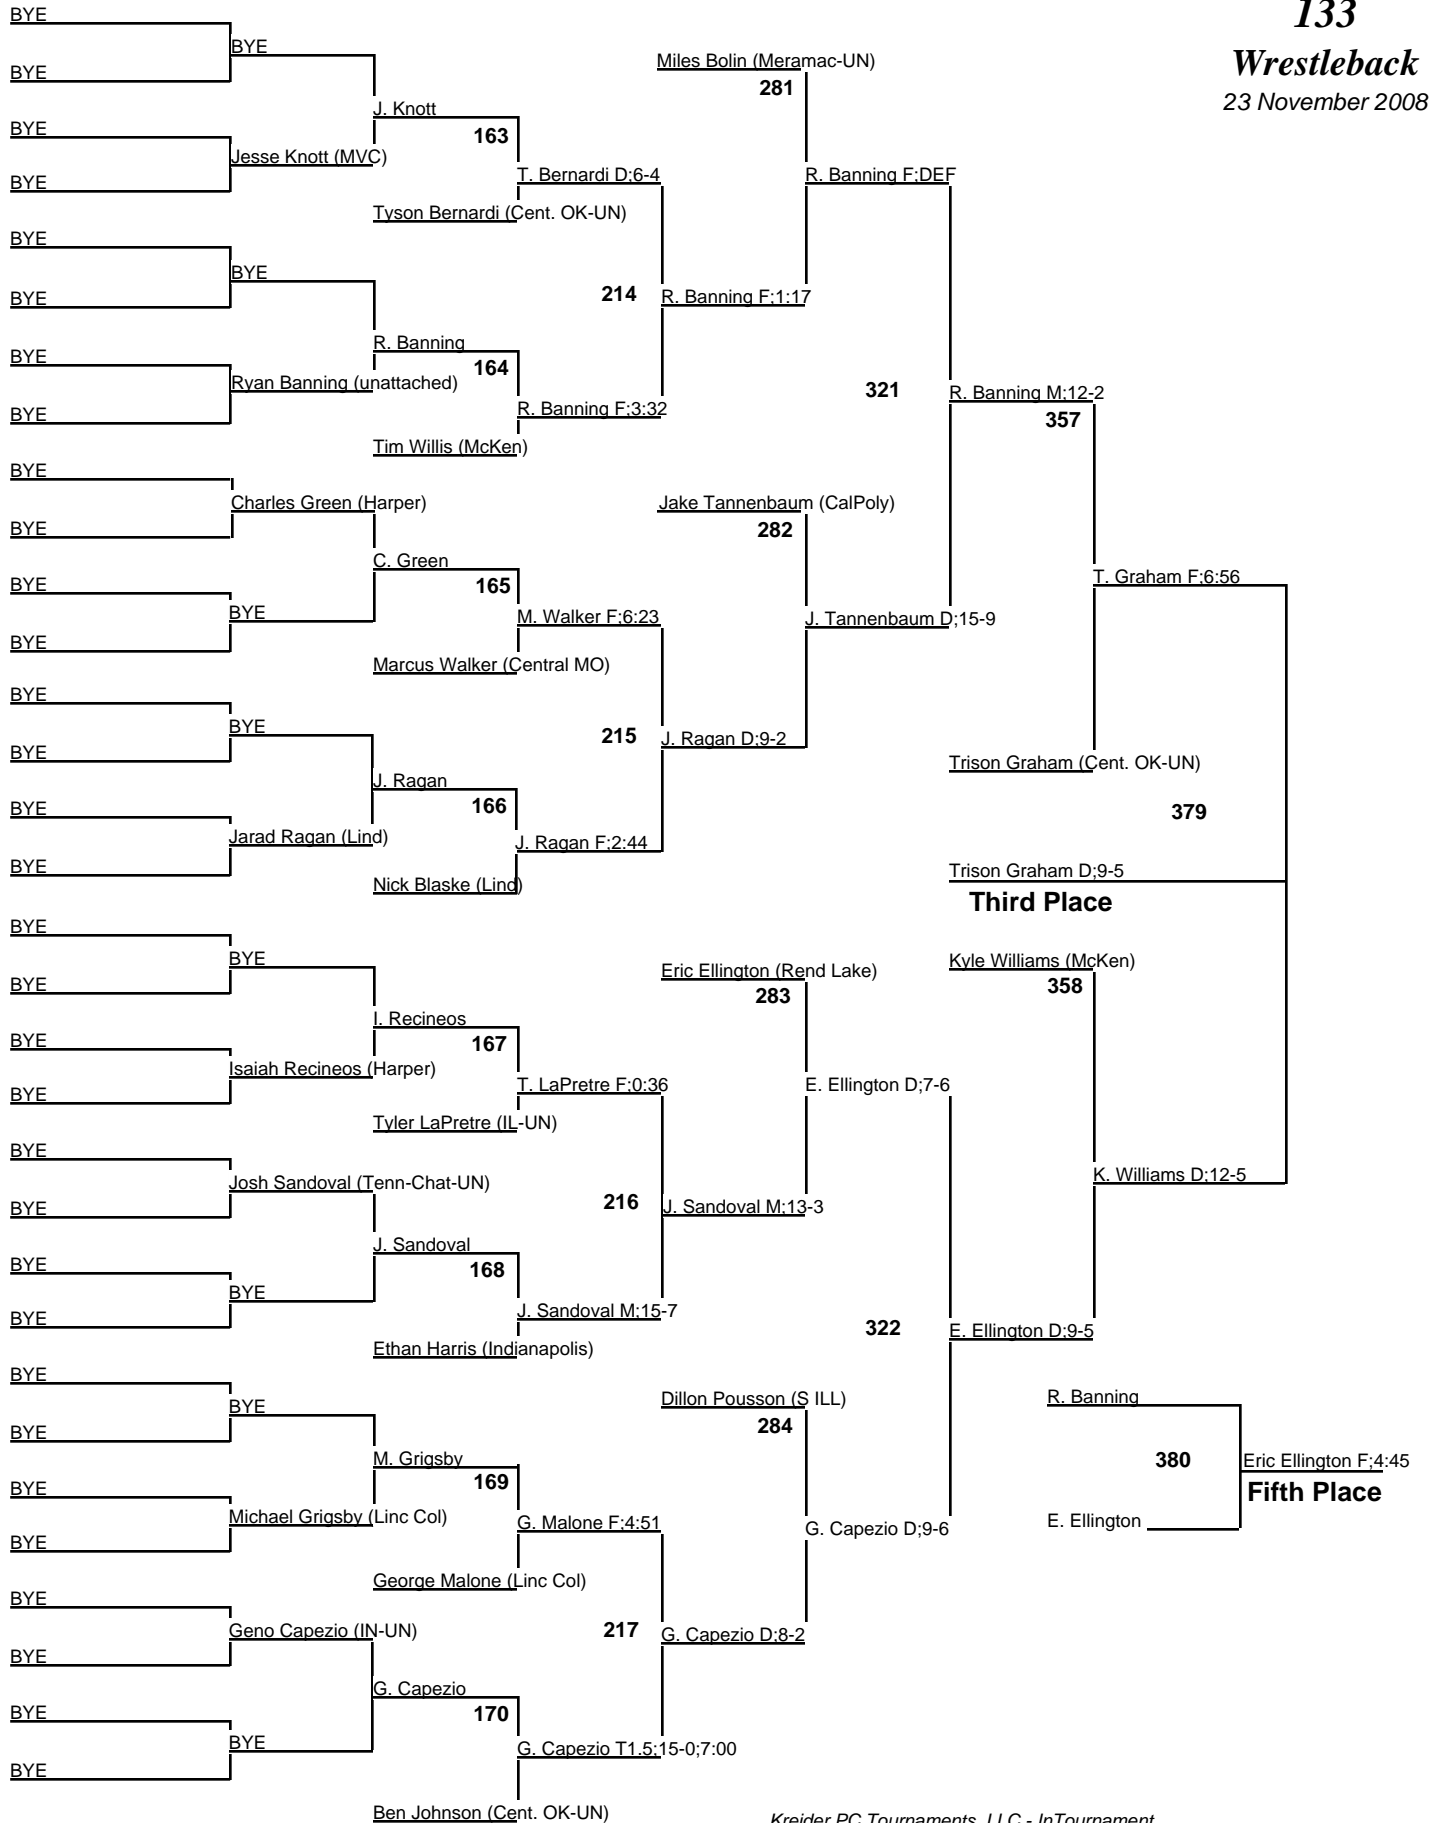 133
Wrestleback
23 November 2008
BYE
BYE
BYE
Miles Bolin (Meramac-UN)
281
J. Knott
163
BYE
Jesse Knott (MVC)
BYE
T. Bernardi D;6-4
R. Banning F;DEF
Tyson Bernardi (Cent. OK-UN)
BYE
BYE
BYE
214
R. Banning F;1:17
R. Banning
164
BYE
Ryan Banning (unattached)
BYE
R. Banning F;3:32
321
R. Banning M;12-2
357
Tim Willis (McKen)
BYE
Charles Green (Harper)
BYE
Jake Tannenbaum (CalPoly)
282
C. Green
165
BYE
BYE
BYE
M. Walker F;6:23
J. Tannenbaum D;15-9
T. Graham F;6:56
Marcus Walker (Central MO)
BYE
BYE
BYE
215
J. Ragan D;9-2
Trison Graham (Cent. OK-UN)
J. Ragan
166
379
BYE
Jarad Ragan (Lind)
BYE
J. Ragan F;2:44
Nick Blaske (Lind)
Trison Graham D;9-5
Third Place
BYE
BYE
BYE
Eric Ellington (Rend Lake)
283
Kyle Williams (McKen)
358
I. Recineos
167
BYE
Isaiah Recineos (Harper)
BYE
T. LaPretre F;0:36
E. Ellington D;7-6
Tyler LaPretre (IL-UN)
BYE
Josh Sandoval (Tenn-Chat-UN)
BYE
216
J. Sandoval M;13-3
K. Williams D;12-5
J. Sandoval
168
BYE
BYE
BYE
J. Sandoval M;15-7
322
E. Ellington D;9-5
Ethan Harris (Indianapolis)
BYE
BYE
BYE
Dillon Pousson (S ILL)
284
R. Banning
M. Grigsby
169
380
Eric Ellington F;4:45
Fifth Place
BYE
Michael Grigsby (Linc Col)
BYE
G. Malone F;4:51
G. Capezio D;9-6
E. Ellington
George Malone (Linc Col)
BYE
Geno Capezio (IN-UN)
BYE
217
G. Capezio D;8-2
G. Capezio
170
BYE
BYE
BYE
G. Capezio T1.5;15-0;7:00
Ben Johnson (Cent. OK-UN)
Kreider PC Tournaments, LLC - InTournament